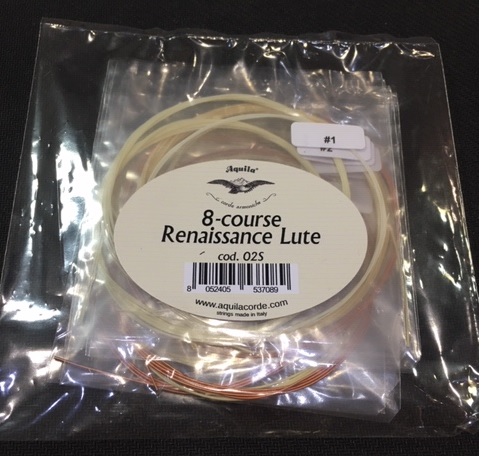 #1
#2
Aquila®
corde armoniche
8-course
Renaissance Lute
cod. 02S
8 052405 537089
www.aquilacorde.com
strings made in Italy